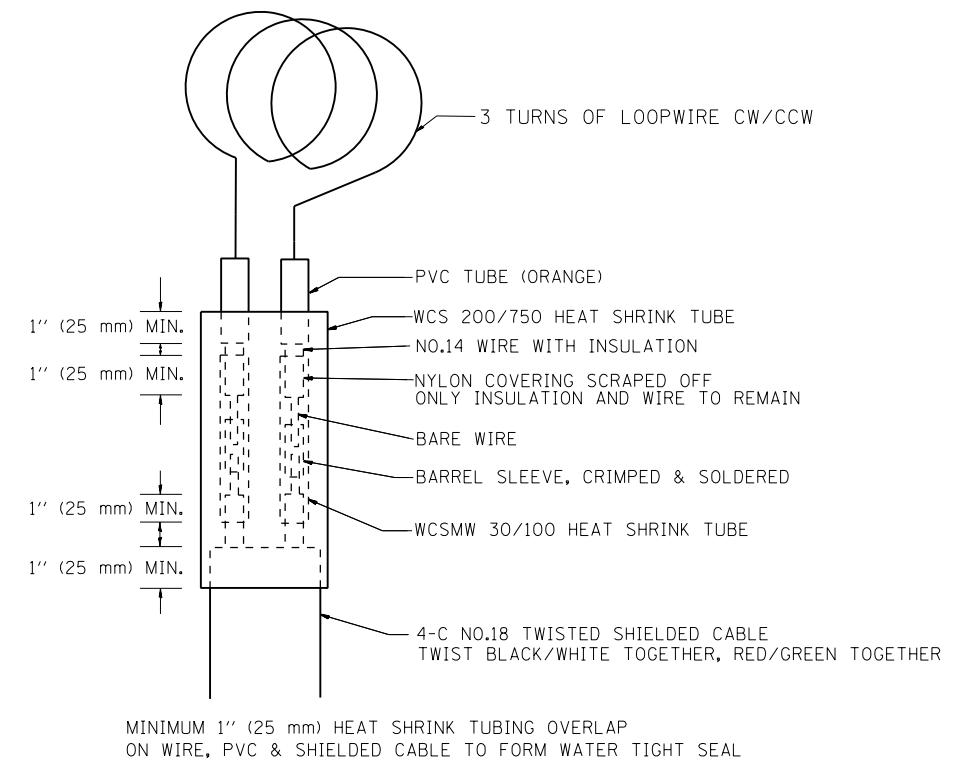 3 TURNS OF LOOPWIRE CW/CCW
PVC TUBE (ORANGE)
WCS 200/750 HEAT SHRINK TUBE
1'' (25 mm) MIN.
NO.14 WIRE WITH INSULATION
1'' (25 mm) MIN.
NYLON COVERING SCRAPED OFF
ONLY INSULATION AND WIRE TO REMAIN
BARE WIRE
BARREL SLEEVE, CRIMPED & SOLDERED
1'' (25 mm) MIN.
WCSMW 30/100 HEAT SHRINK TUBE
1'' (25 mm) MIN.
4-C NO.18 TWISTED SHIELDED CABLE
TWIST BLACK/WHITE TOGETHER, RED/GREEN TOGETHER
MINIMUM 1'' (25 mm) HEAT SHRINK TUBING OVERLAP
ON WIRE, PVC & SHIELDED CABLE TO FORM WATER TIGHT SEAL